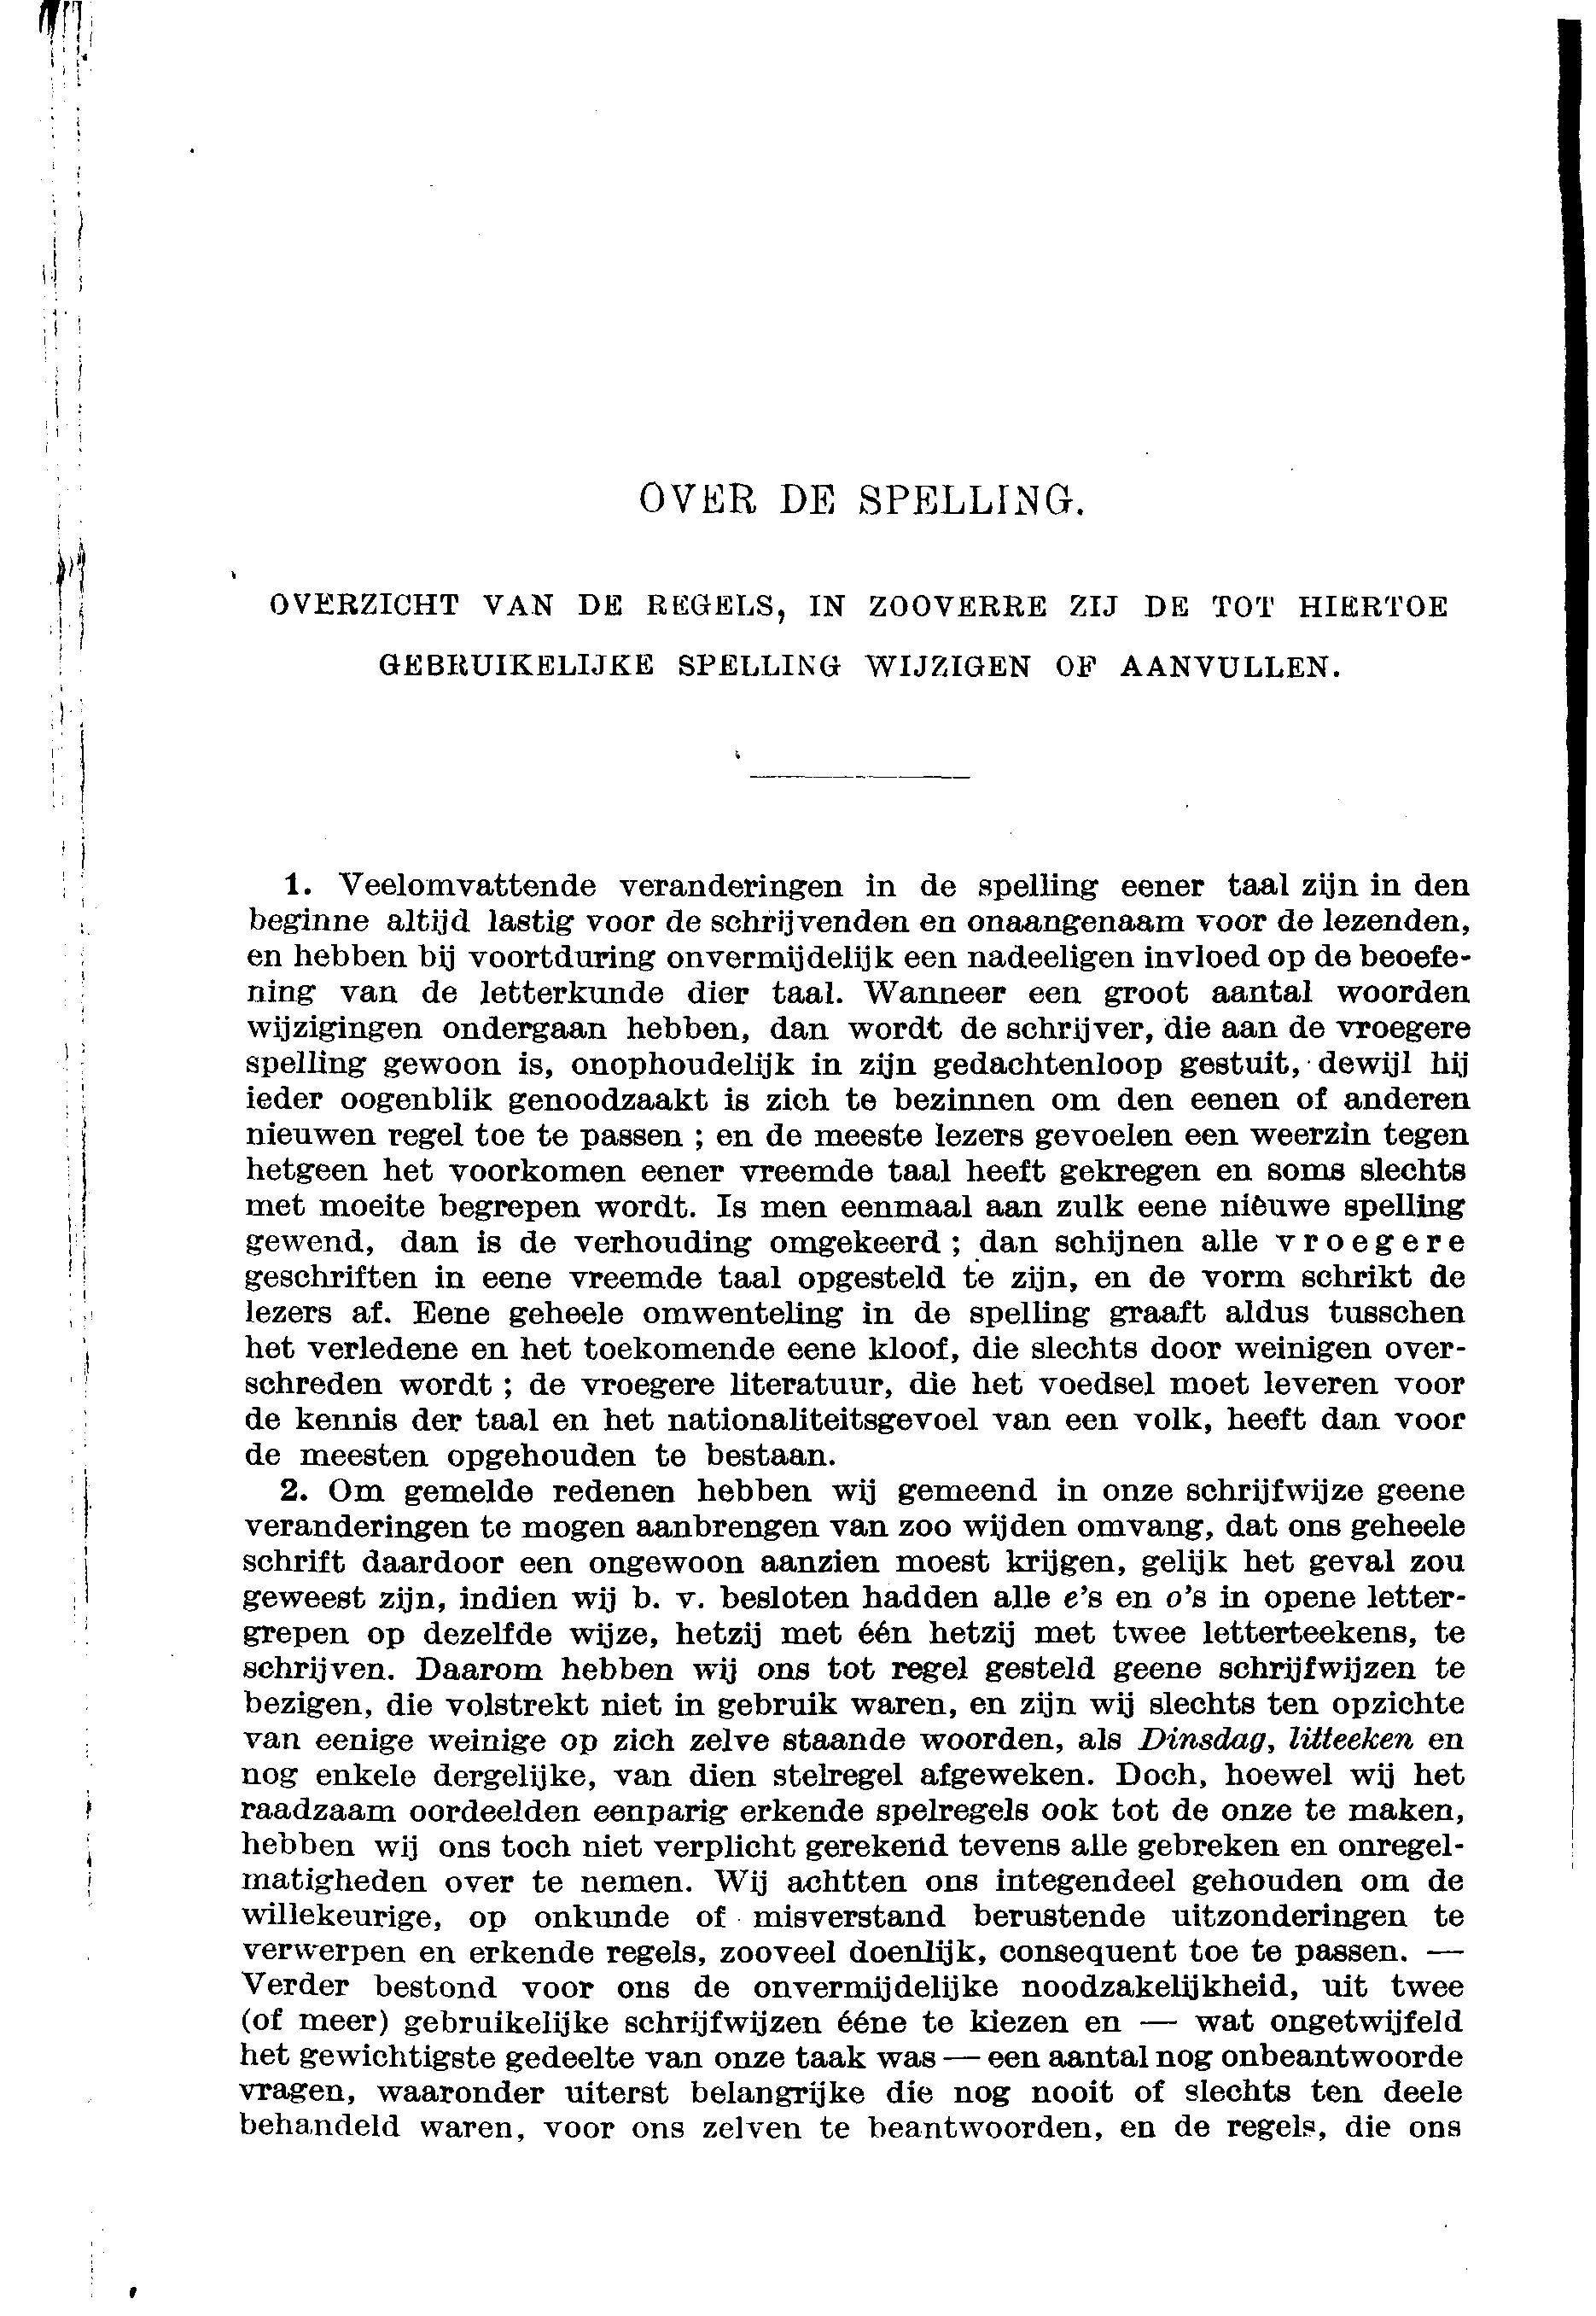 OVER DE SPELLING.
OVERZICHT VAN DE REGELS, IN ZOOVERRE ZIJ DE TOT HIERTOE
GEBRUIKELIJKE SPELLING WIJZIGEN OF AANVULLEN.
1. Veelomvattende veranderingen in de spelling eener taal zijn in den
beginne altijd lastig voor de schrijvenden en onaangenaam voor de lezenden,
en hebben bij voortduring onvermijdelijk een nadeeligen invloed op de beoefe-
ning van de letterkunde dier taal. Wanneer een groot aantal woorden
wijzigingen ondergaan hebben, dan wordt de schrijver, die aan de vroegere
spelling gewoon is, onophoudelijk in zijn gedachtenloop gestuit, dewijl hij
ieder oogenblik genoodzaakt is zich te bezinnen om den eenen of anderen
nieuwen regel toe te passen ; en de meeste lezers gevoelen een weerzin tegen
hetgeen het voorkomen eener vreemde taal heeft gekregen en soms slechts
met moeite begrepen wordt. Is men eenmaal aan zulk eene nieuwe spelling
gewend, dan is de verhouding omgekeerd ; dan schijnen alle vroegere
geschriften in eene vreemde taal opgesteld te zijn, en de vorm schrikt de
lezers af. Eene geheele omwenteling in de spelling graaft aldus tusschen
het verledene en het toekomende eene kloof, die slechts door weinigen over-
schreden wordt ; de vroegere literatuur, die het voedsel moet leveren voor
de kennis der taal en het nationaliteitsgevoel van een volk, heeft dan voor
de meesten opgehouden te bestaan.
2. Om gemelde redenen hebben wij gemeend in onze schrijfwijze geene
veranderingen te mogen aanbrengen van zoo wijden omvang, dat ons geheele
schrift daardoor een ongewoon aanzien moest krijgen, gelijk het geval zou
geweest zijn, indien wij b. v. besloten hadden alle e's en o's in opene letter-
grepen op dezelfde wijze, hetzij met één hetzij met twee letterteekens, te
schrijven. Daarom hebben wij ons tot regel gesteld geene schrijfwijzen te
bezigen, die volstrekt niet in gebruik waren, en zijn wij slechts ten opzichte
van eenige weinige op zich zelve staande woorden, als Dinsdag, litteeken en
nog enkele dergelijke, van dien stelregel afgeweken. Doch, hoewel wij het
raadzaam oordeelden eenparig erkende spelregels ook tot de onze te maken,
hebben wij ons toch niet verplicht gerekend tevens alle gebreken en onregel-
matigheden over te nemen. Wij achtten ons integendeel gehouden om de
willekeurige, op onkunde of misverstand berustende uitzonderingen te
verwerpen en erkende regels, zooveel doenlijk, consequent toe te passen. —
Verder bestond voor ons de onvermijdelijke noodzakelijkheid, uit twee
(of meer) gebruikelijke schrijfwijzen ééne te kiezen en — wat ongetwijfeld
het gewichtigste gedeelte van onze taak was — een aantal nog onbeantwoorde
vragen, waaronder uiterst belangrijke die nog nooit of slechts ten deele
behandeld waren, voor ons zelven te beantwoorden, en de regels, die ons